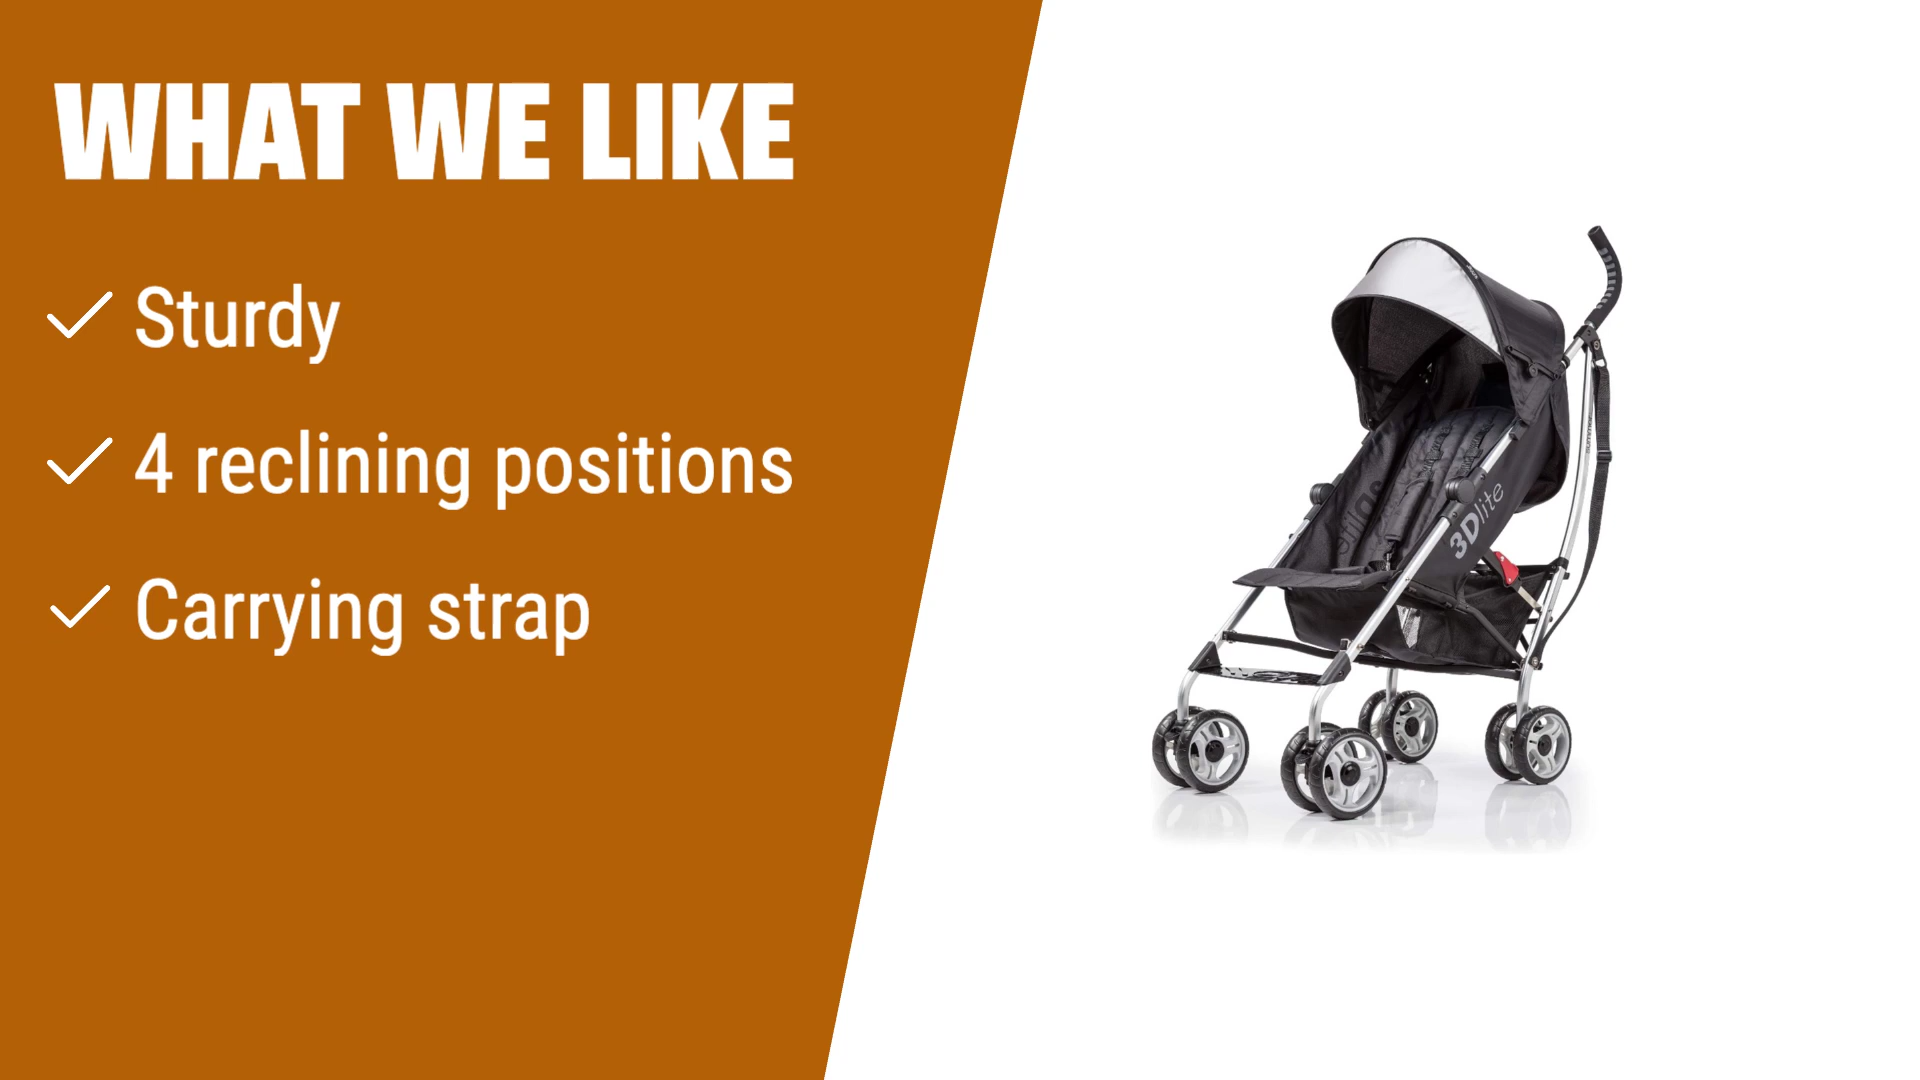 WHAT WE LIKE
Sturdy
4 reclining positions
Carrying strap
3Dlite